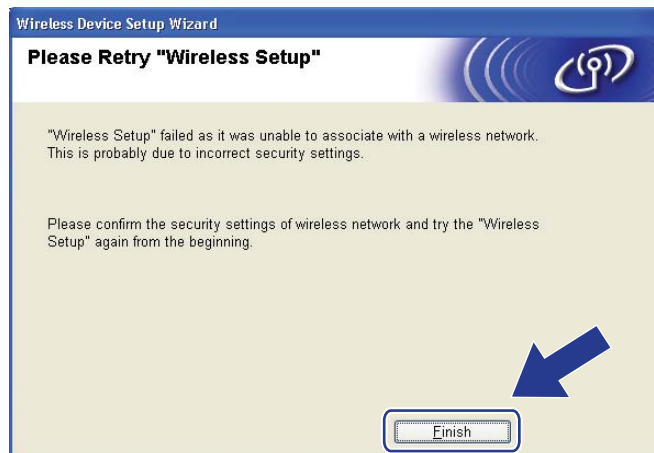 Wireless Device Setup Wizard
Please Retry "Wireless Setup"
"Wireless Setup" failed as it was unable to associate with a wireless network.
This is probably due to incorrect security settings.
Please confirm the security settings of wireless network and try the "Wireless
Setup" again from the beginning.
Finish